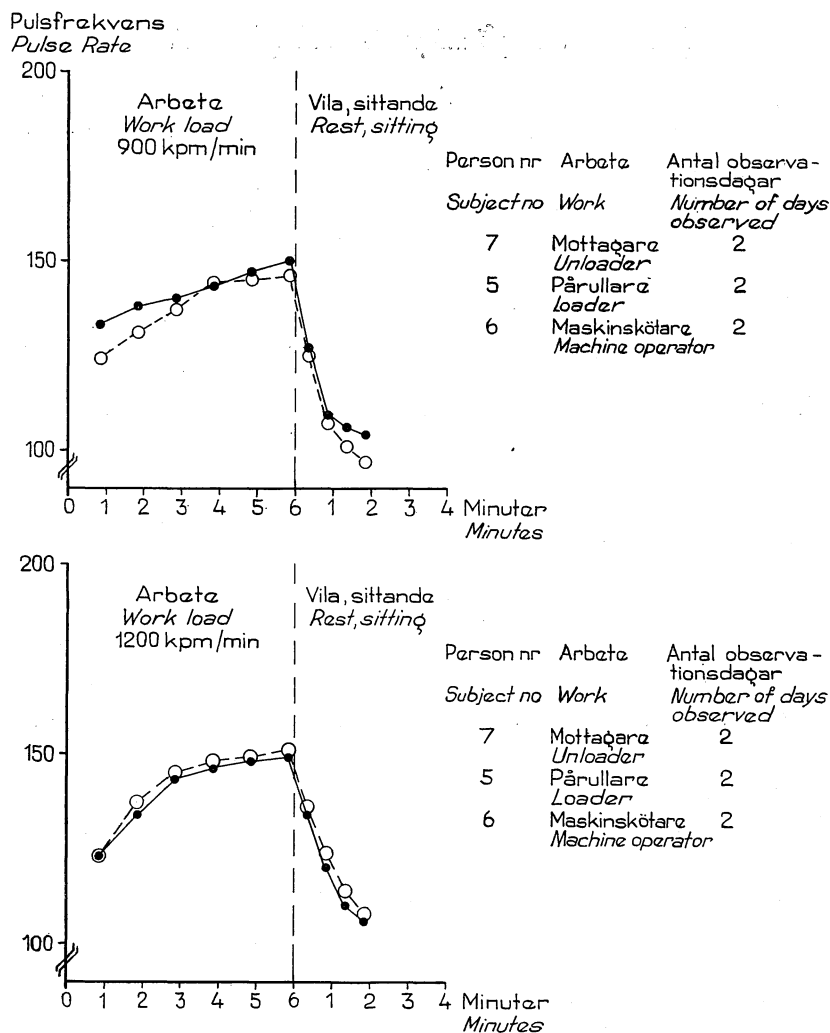 Pulsfrekvens
Pulse Rate
200
Arbete
Work load
900 kpm/min
Vila, sittande
Rest, sitting
Person nr Arbete Antal observa-
tionsdagar
Subject no Work Number of days
observed
150
7 Mottagare 2
Unloader
5 Pårullare 2
Loader
6 Maskinskötare 2
Machine operator
100
0 1 2 3 4 5 6 1 2 3 4 Minuter
Minutes
200
Arbete
Work load
1200 kpm/min
Vila, sittande
Rest, sitting
Person nr Arbete Antal observa-
tionsdagar
Subject no Work Number of days
observed
150
7 Mottagare 2
Unloader
5 Pårullare 2
Loader
6 Maskinskötare 2
Machine operator
100
0 1 2 3 4 5 6 1 2 3 4 Minuter
Minutes